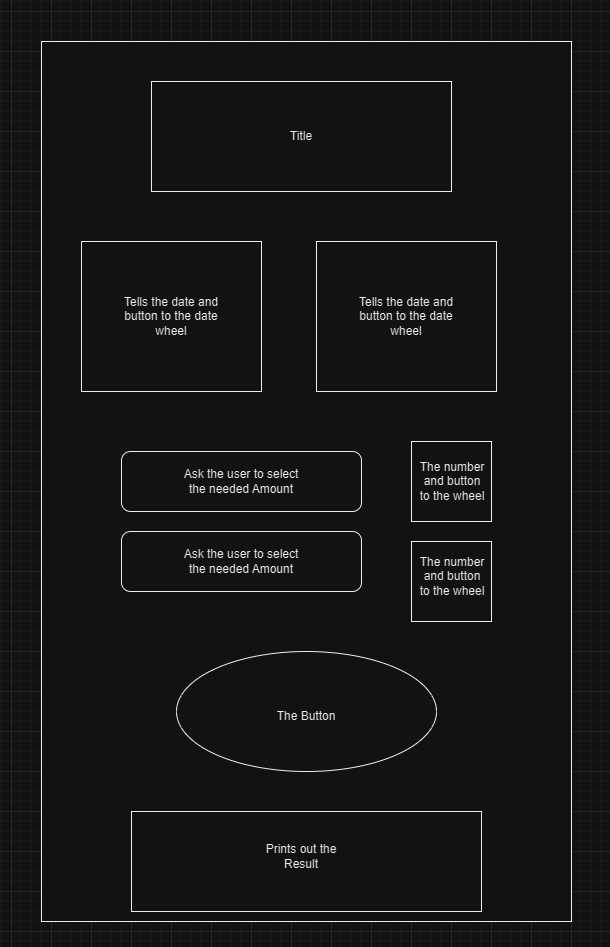 Title
Tells the date and
button to the date
wheel
Tells the date and
button to the date
wheel
Ask the user to select
the needed Amount
The number
and button
to the wheel
Ask the user to select
the needed Amount
The number
and button
to the wheel
The Button
Prints out the
Result